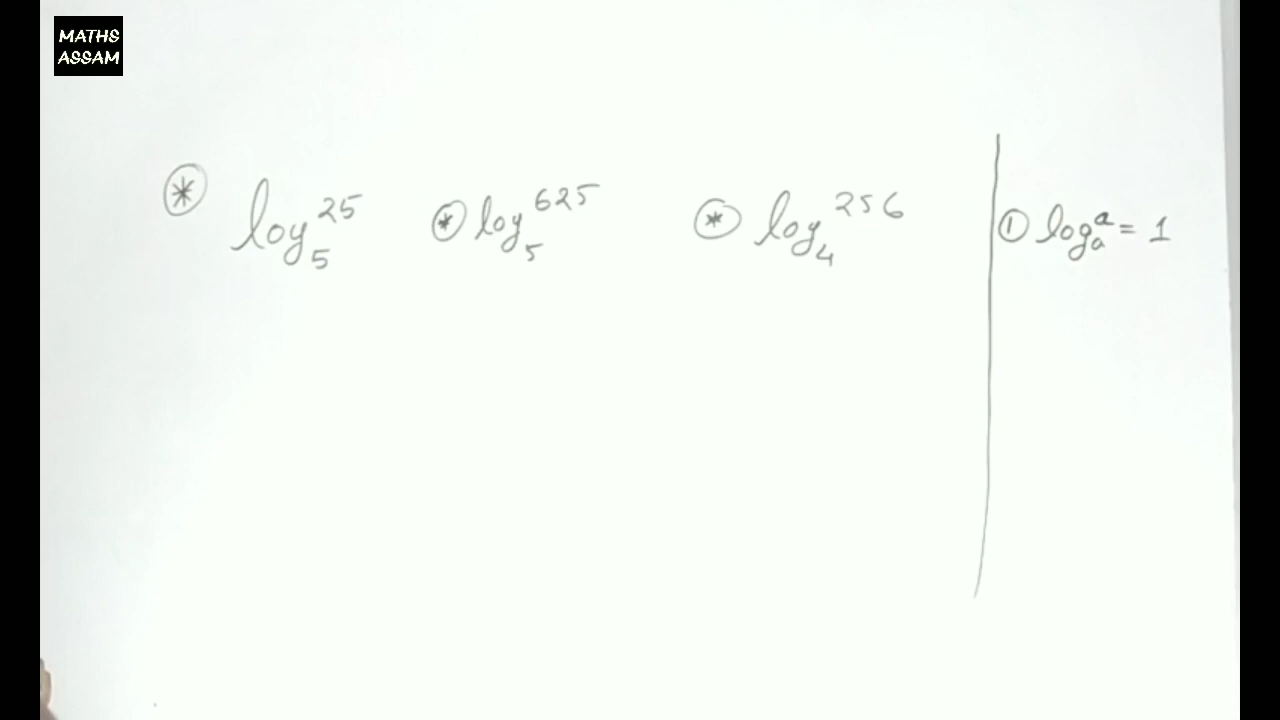 MATHS
ASSAM
⊛ log₅²⁵ ⊛ log₅⁶²⁵ ⊛ log₄²⁵⁶ ① logₐᵃ = 1